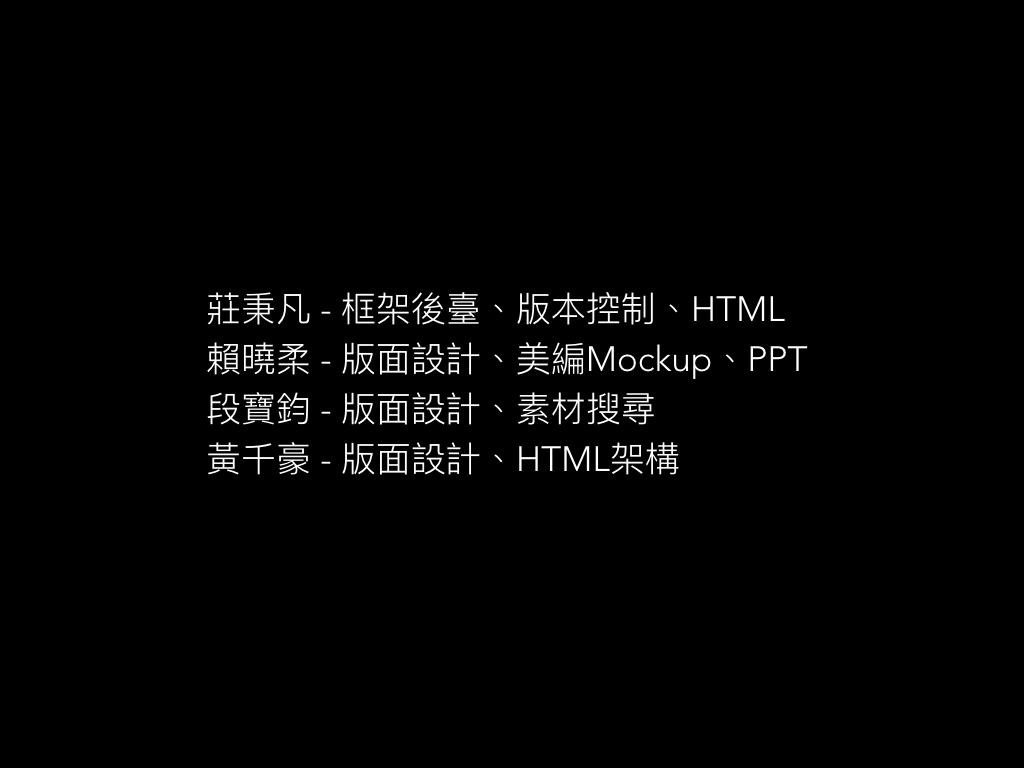 莊秉凡 - 框架後臺、版本控制、HTML
賴曉柔 - 版面設計、美編Mockup、PPT
段寶鈞 - 版面設計、素材搜尋
黃千豪 - 版面設計、HTML架構